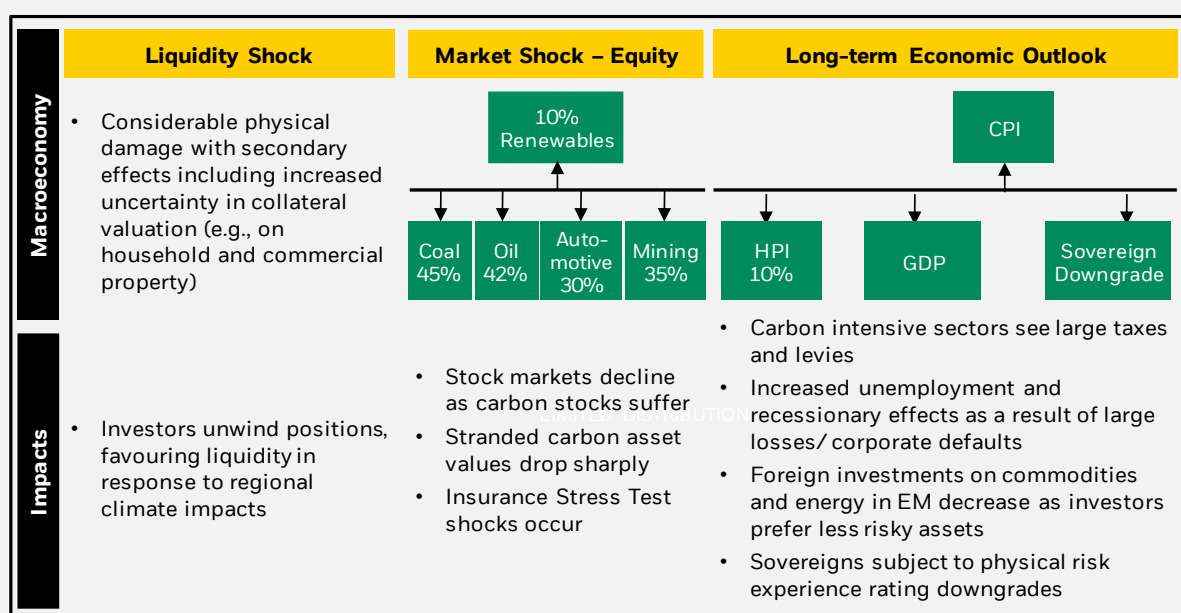 Liquidity Shock
Market Shock – Equity
Long-term Economic Outlook
Macroeconomy
• Considerable physical
damage with secondary
effects including increased
uncertainty in collateral
valuation (e.g., on
household and commercial
property)
10%
Renewables
Coal
45%
Oil
42%
Auto-
motive
30%
Mining
35%
CPI
HPI
10%
GDP
Sovereign
Downgrade
Impacts
• Investors unwind positions,
favouring liquidity in
response to regional
climate impacts
• Stock markets decline
as carbon stocks suffer
• Stranded carbon asset
values drop sharply
• Insurance Stress Test
shocks occur
LIMITED DISTRIBUTION
• Carbon intensive sectors see large taxes
and levies
• Increased unemployment and
recessionary effects as a result of large
losses/ corporate defaults
• Foreign investments on commodities
and energy in EM decrease as investors
prefer less risky assets
• Sovereigns subject to physical risk
experience rating downgrades